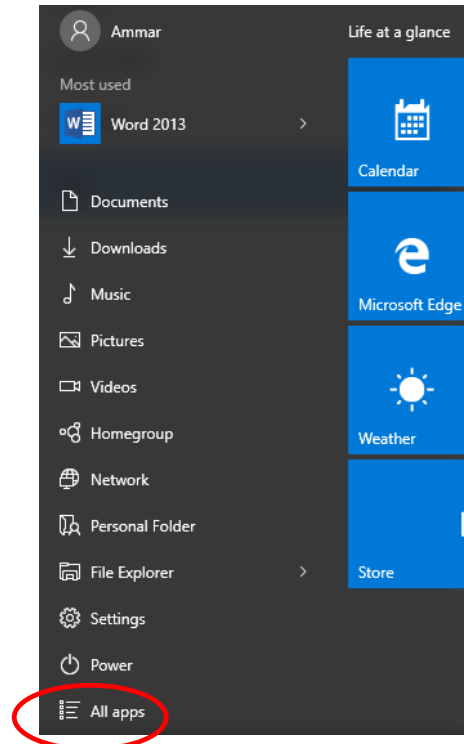 Ammar
Life at a glance
Most used
Word 2013
Calendar
Documents
Downloads
Microsoft Edge
Music
Pictures
Videos
Weather
Homegroup
Network
Personal Folder
File Explorer
Store
Settings
Power
All apps